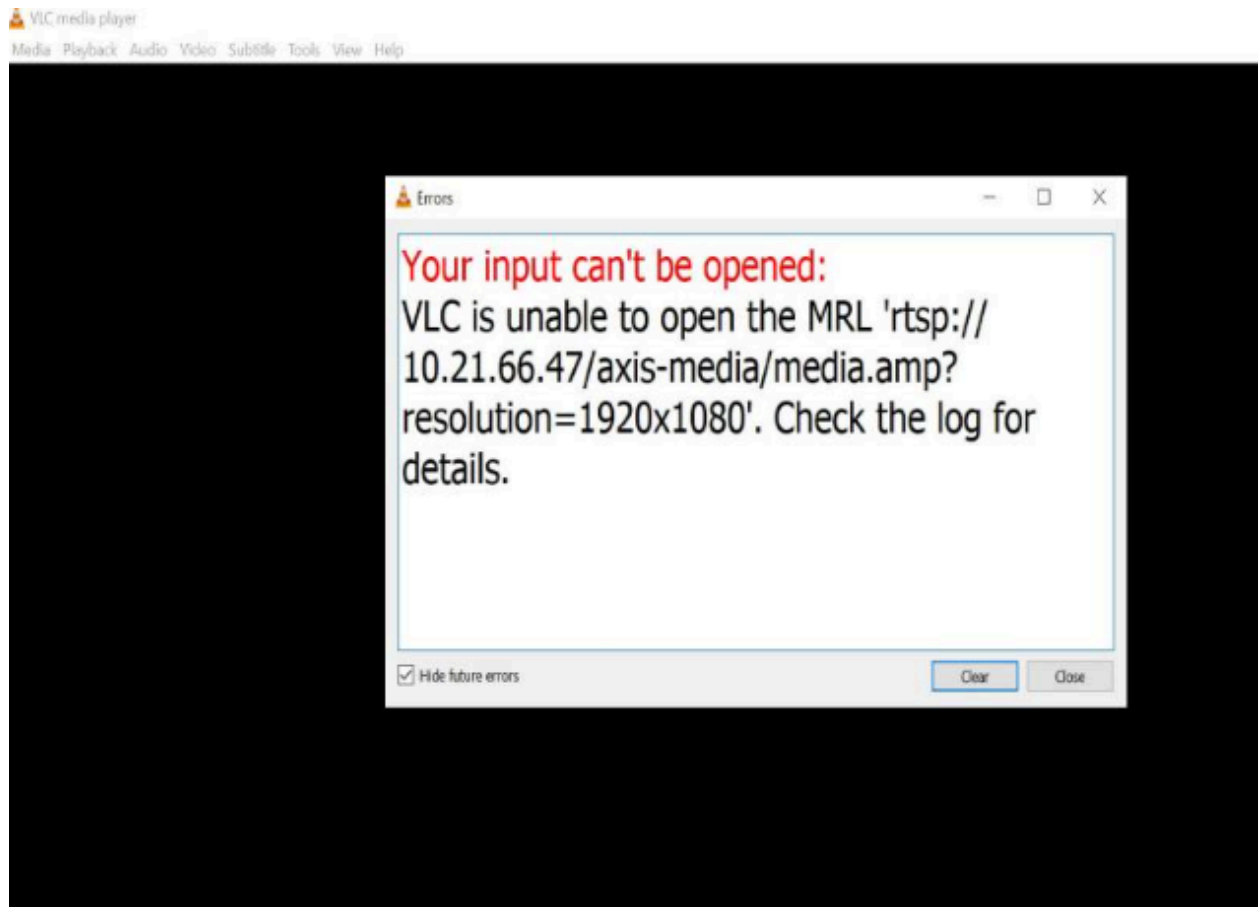 VLC media player
Media Playback Audio Video Subtitle Tools View Help
Errors
Your input can't be opened:
VLC is unable to open the MRL 'rtsp://
10.21.66.47/axis-media/media.amp?
resolution=1920x1080'. Check the log for
details.
Hide future errors
Clear
Close